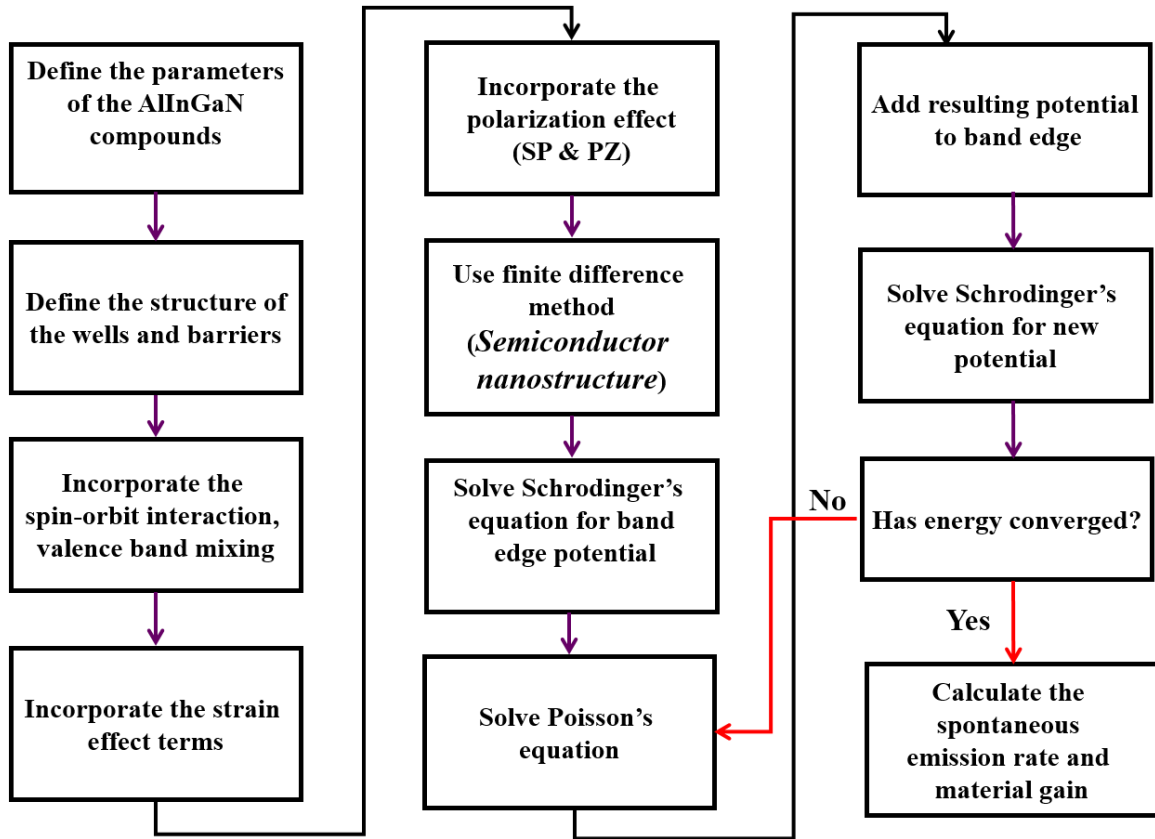 Define the parameters
of the AlInGaN
compounds
Define the structure of
the wells and barriers
Incorporate the
spin-orbit interaction,
valence band mixing
Incorporate the strain
effect terms
Incorporate the
polarization effect
(SP & PZ)
Use finite difference
method
(Semiconductor
nanostructure)
Solve Schrodinger’s
equation for band
edge potential
Solve Poisson’s
equation
Add resulting potential
to band edge
Solve Schrodinger’s
equation for new
potential
Has energy converged?
No
Yes
Calculate the
spontaneous
emission rate and
material gain